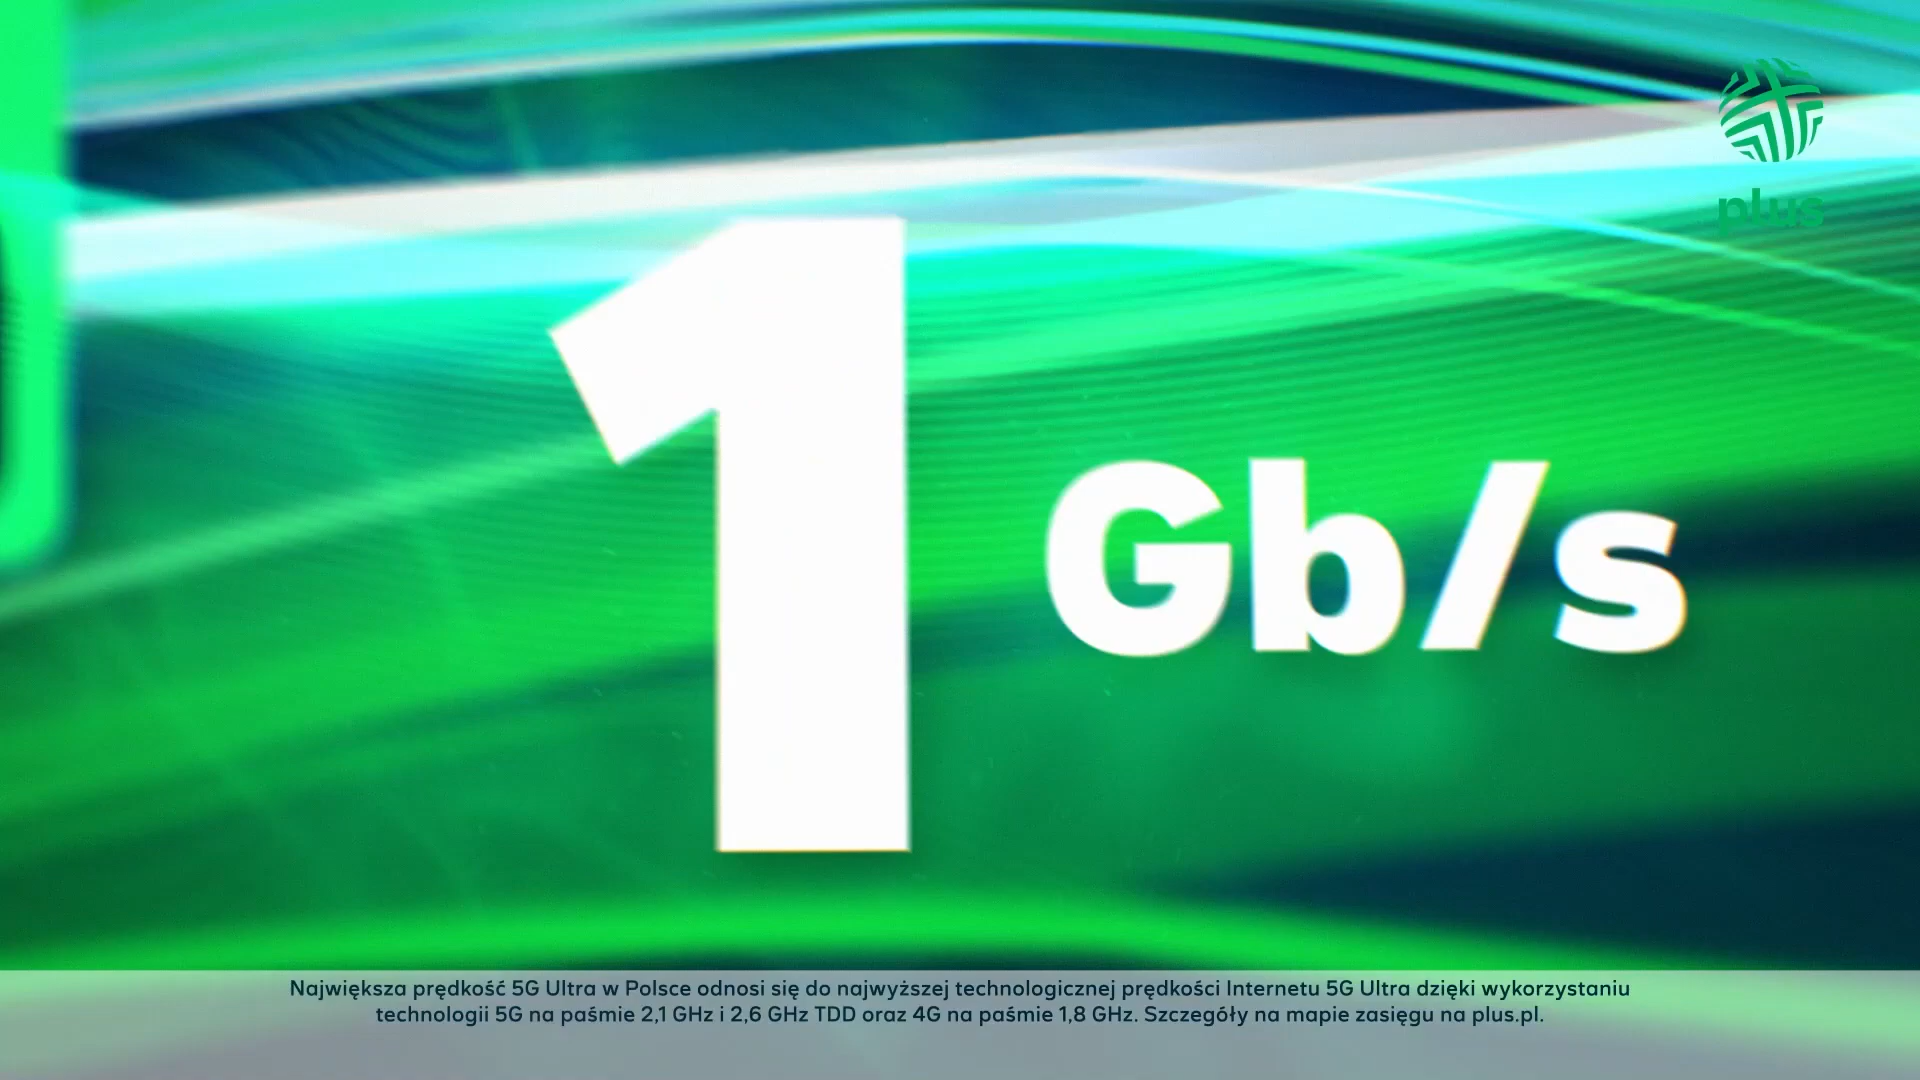 plus
1 Gb/s
Największa prędkość 5G Ultra w Polsce odnosi się do najwyższej technologicznej prędkości Internetu 5G Ultra dzięki wykorzystaniu
technologii 5G na paśmie 2,1 GHz i 2,6 GHz TDD oraz 4G na paśmie 1,8 GHz. Szczegóły na mapie zasięgu na plus.pl.